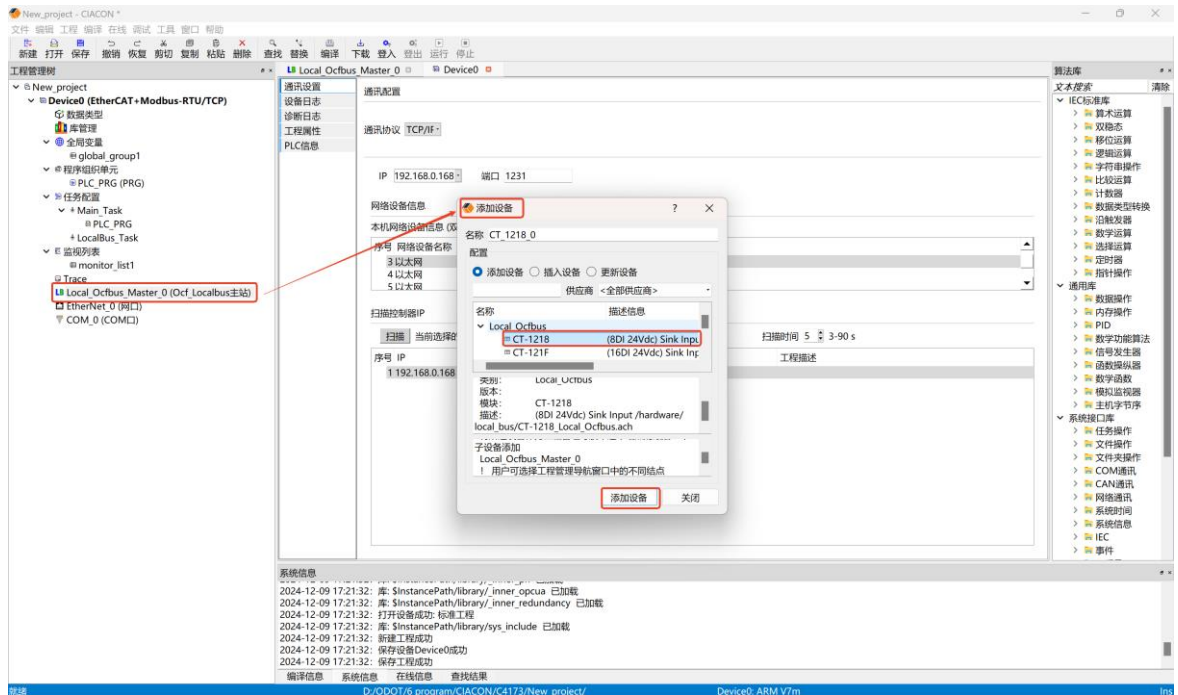 New_project - CIACON *
文件 编辑 工程 编译 在线 调试 工具 窗口 帮助
新建 打开 保存 撤销 恢复 剪切 复制 粘贴 删除 查找 替换 编译 下载 登入 登出 运行 停止
工程管理树
New_project
Device0 (EtherCAT+Modbus-RTU/TCP)
数据类型
库管理
全局变量
global_group1
程序组织单元
PLC_PRG (PRG)
任务配置
Main_Task
PLC_PRG
LocalBus_Task
监视列表
monitor_list1
Trace
LB Local_Ocfbus_Master_0 (Ocf_Localbus主站)
EtherNet_0 (网口)
COM_0 (COM口)
LB Local_Ocfbus_Master_0 Device0
通讯设置
设备日志
诊断日志
工程属性
PLC信息
通讯配置
通讯协议 TCP/IF
IP 192.168.0.168 端口 1231
网络设备信息
本机网络设备信息 (双
序号 网络设备名称
3 以太网
4 以太网
5 以太网
扫描控制器IP
扫描 当前选择的
扫描时间 5 3-90 s
序号 IP
工程描述
1 192.168.0.168
添加设备 ?
名称 CT_1218_0
配置
添加设备 插入设备 更新设备
供应商 <全部供应商>
名称 描述信息
Local_Ocfbus
CT-1218 (8DI 24Vdc) Sink Inpu
CT-121F (16DI 24Vdc) Sink Inp
类别: Local_Ocfbus
版本:
模块: CT-1218
描述: (8DI 24Vdc) Sink Input /hardware/
local_bus/CT-1218_Local_Ocfbus.ach
子设备添加
Local_Ocfbus_Master_0
! 用户可选择工程管理导航窗口中的不同结点
添加设备 关闭
算法库
文本搜索 清除
IEC标准库
算术运算
双稳态
移位运算
逻辑运算
字符串操作
比较运算
计数器
数据类型转换
沿触发器
数学运算
选择运算
定时器
指针操作
通用库
数据操作
内存操作
PID
数学功能算法
信号发生器
函数操纵器
数学函数
模拟监视器
主机字节序
系统接口库
任务操作
文件操作
文件夹操作
COM通讯
CAN通讯
网络通讯
系统时间
系统信息
IEC
事件
系统信息
2024-12-09 17:21:32: 库: $InstancePath/library/_inner_opcua 已加载
2024-12-09 17:21:32: 库: $InstancePath/library/_inner_redundancy 已加载
2024-12-09 17:21:32: 打开设备成功: 标准工程
2024-12-09 17:21:32: 库: $InstancePath/library/sys_include 已加载
2024-12-09 17:21:32: 新建工程成功
2024-12-09 17:21:32: 保存设备Device0成功
2024-12-09 17:21:32: 保存工程成功
编译信息 系统信息 在线信息 查找结果
就绪 D:/ODOT/6 program/CIACON/C4173/New_project/ Device0: ARM V7m Ins